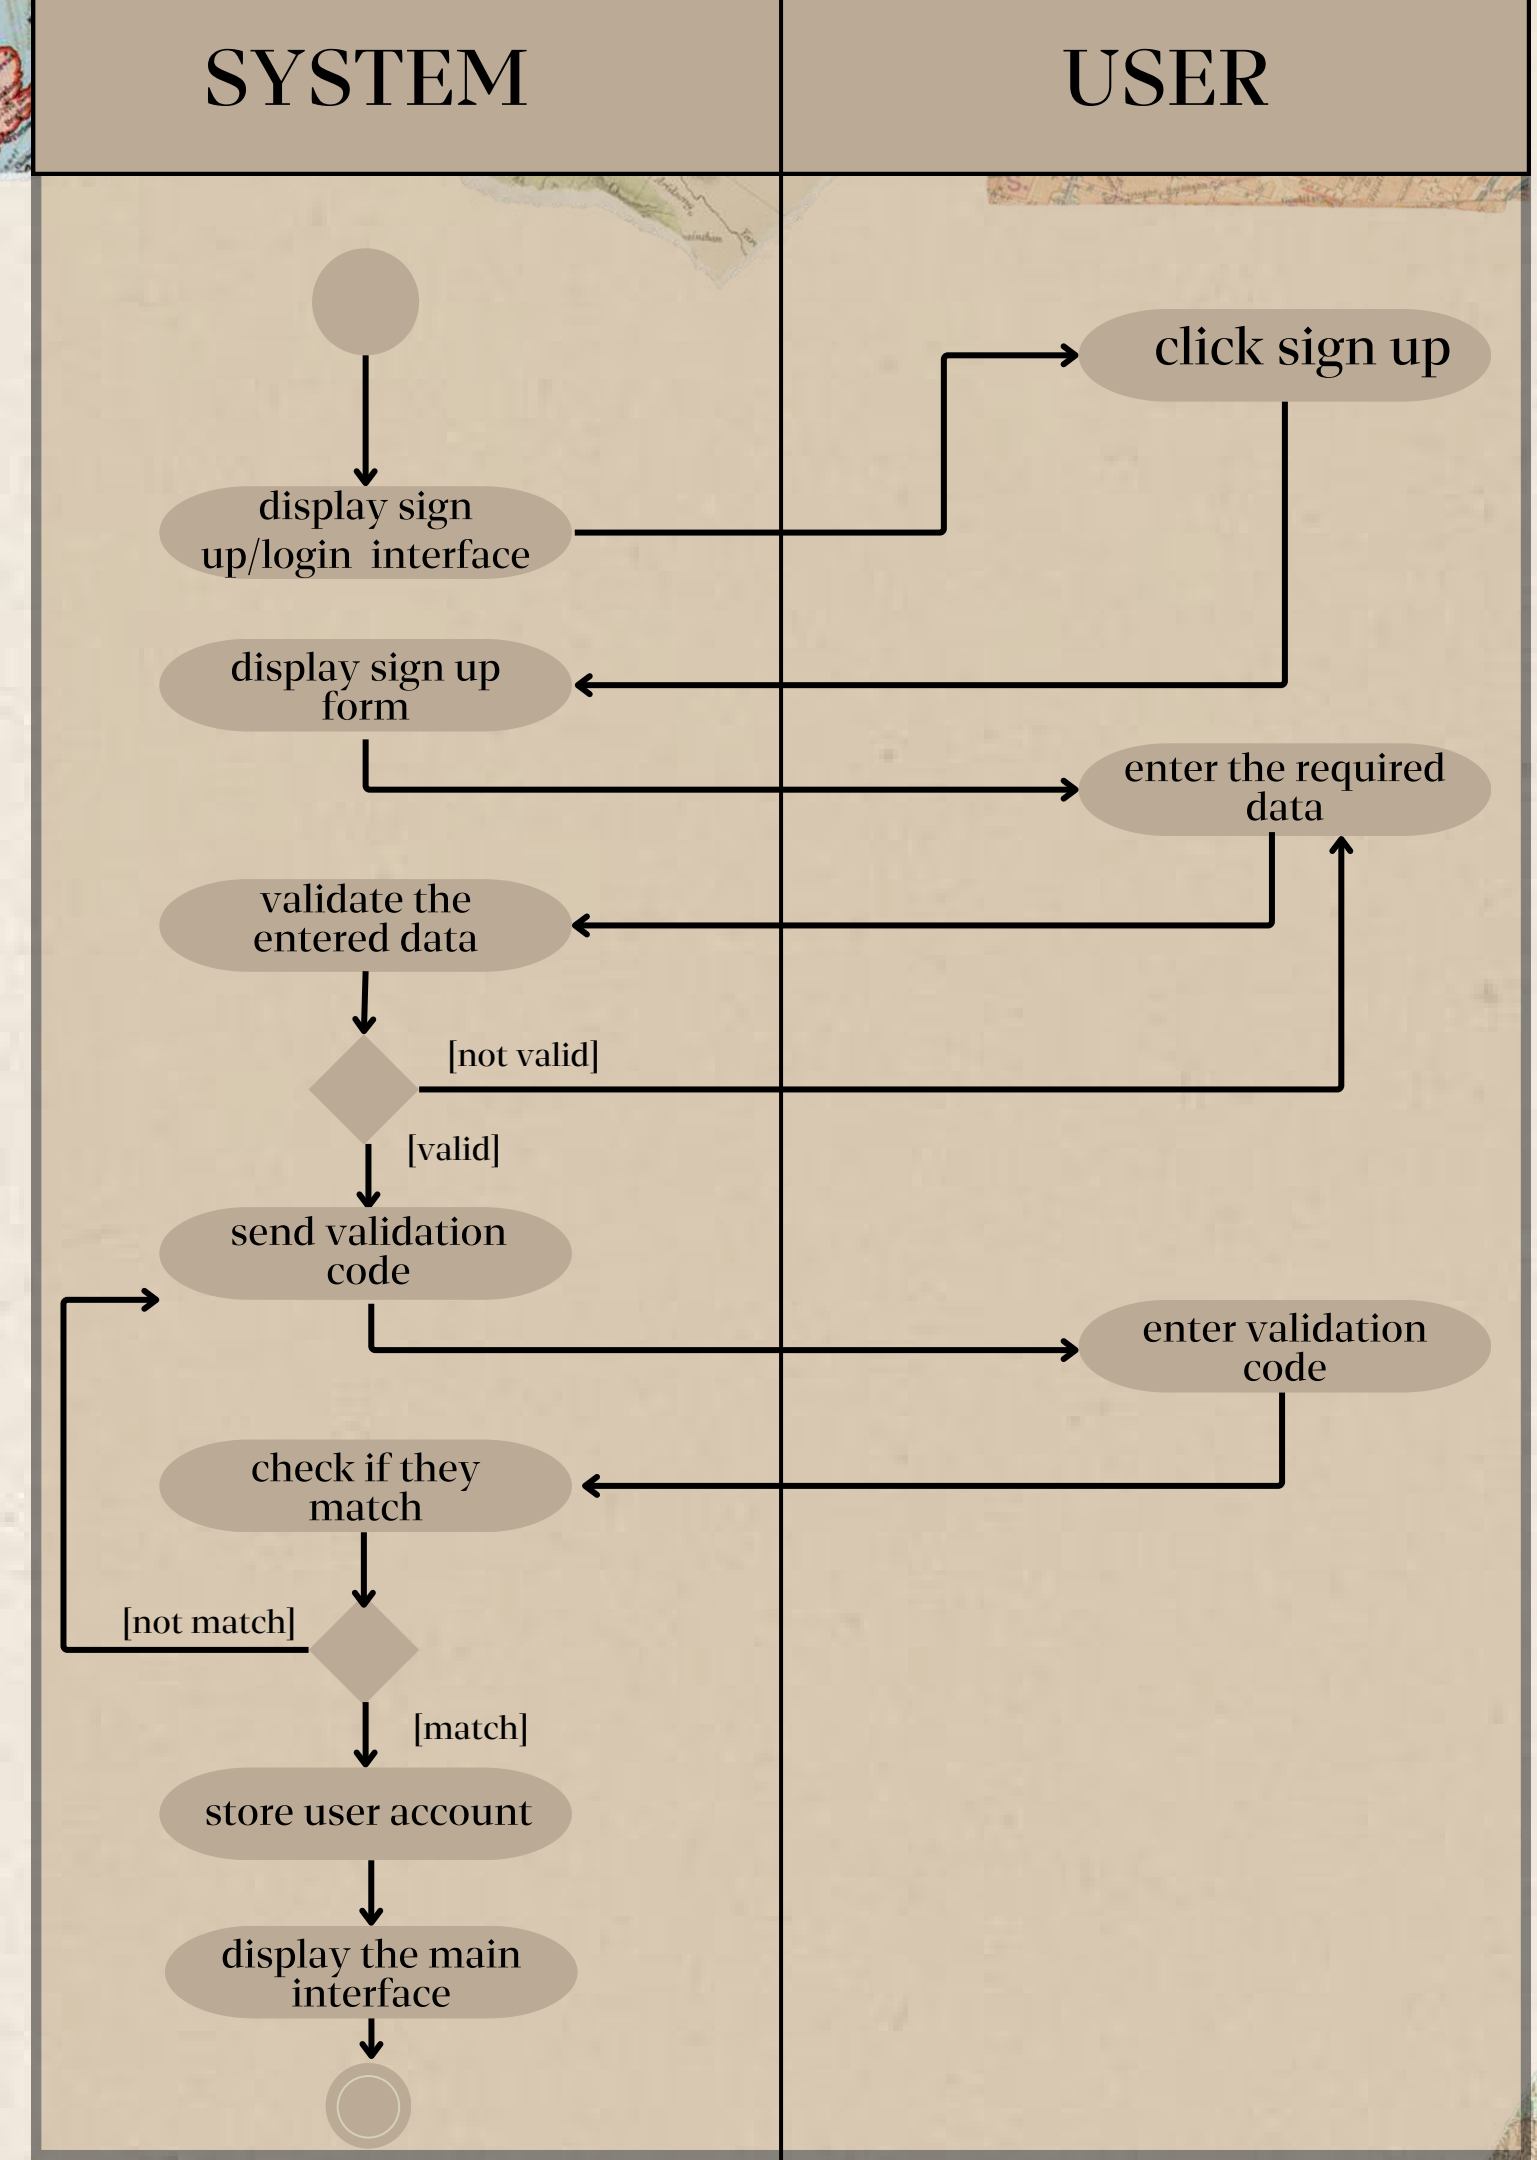 SYSTEM
USER
click sign up
display sign
up/login interface
display sign up
form
enter the required
data
validate the
entered data
[not valid]
[valid]
send validation
code
enter validation
code
check if they
match
[not match]
[match]
store user account
display the main
interface